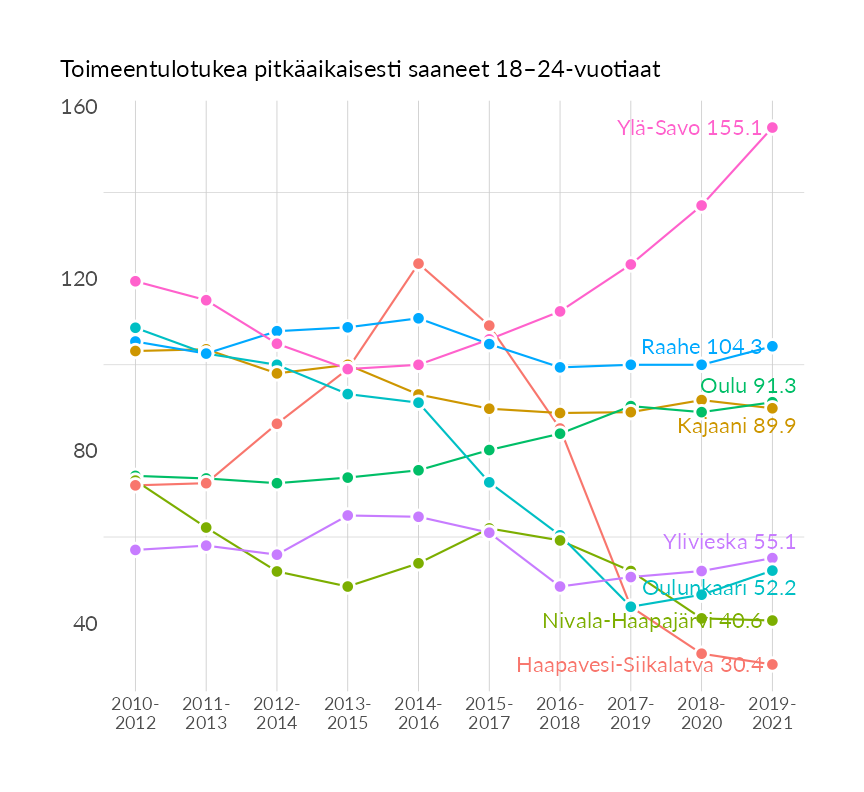 Toimeentulotukea pitkäaikaisesti saaneet 18–24-vuotiaat
160
Ylä-Savo 155.1
120
Raahe 104.3
Oulu 91.3
Kajaani 89.9
80
Ylivieska 55.1
Oulunkaari 52.2
Nivala-Haapajärvi 40.6
40
Haapavesi-Siikalatva 30.4
2010- 2011- 2012- 2013- 2014- 2015- 2016- 2017- 2018- 2019-
2012 2013 2014 2015 2016 2017 2018 2019 2020 2021